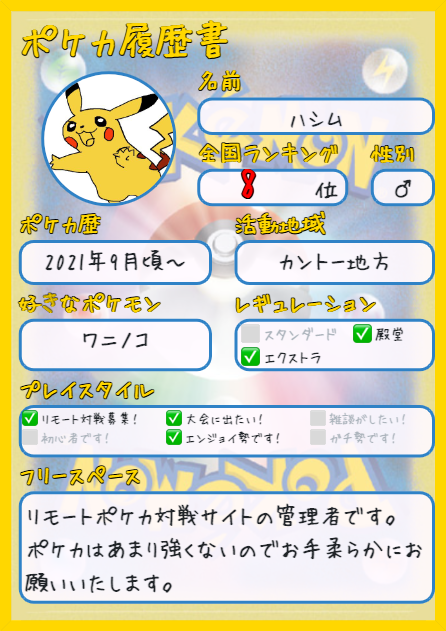 ポケカ履歴書
名前
ハシム
全国ランキング
性別
8 位
♂
ポケカ歴
活動地域
2021年9月頃〜
カントー地方
好きなポケモン
レギュレーション
ワニノコ
スタンダード
殿堂
エクストラ
プレイスタイル
リモート対戦募集!
大会に出たい!
雑談がしたい!
初心者です!
エンジョイ勢です!
ガチ勢です!
フリースペース
リモートポケカ対戦サイトの管理者です。
ポケカはあまり強くないのでお手柔らかにお
願いいたします。